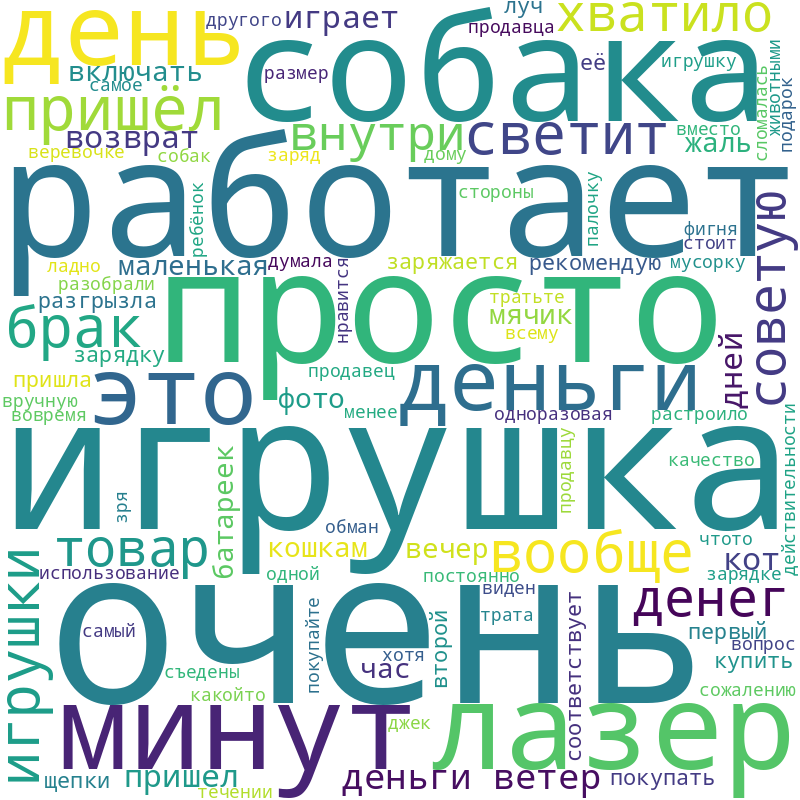 день
другого
играет
луч
продавца
хватило
включать
самое
размер
собака
её
игрушку
животными
подарок
сломалась
пришёл
возврат
внутри
светит
вместо
жаль
веревочке
собак
заряд
дому
работает
ребёнок
стороны
палочку
фигня
стоит
советую
ладно
маленькая
думала
нравится
заряжается
рекомендую
мусорку
разобрали
разгрызла
просто
тратьте
мячик
всему
брак
зарядку
дней
пришла
это
продавец
деньги
вручную
вовремя
фото
менее
одноразовая
растроило
игрушка
батареек
зря
продавцу
качество
действительности
обман
товар
кошкам
вечер
вообще
чтото
кот
использование
одной
постоянно
зарядке
игрушки
очень
виден
трата
денег
самый
покупайте
второй
соответствует
первый
вопрос
хотя
съедены
час
купить
какойто
сожалению
минут
джек
лазер
щепки
пришел
течении
деньги
ветер
покупать